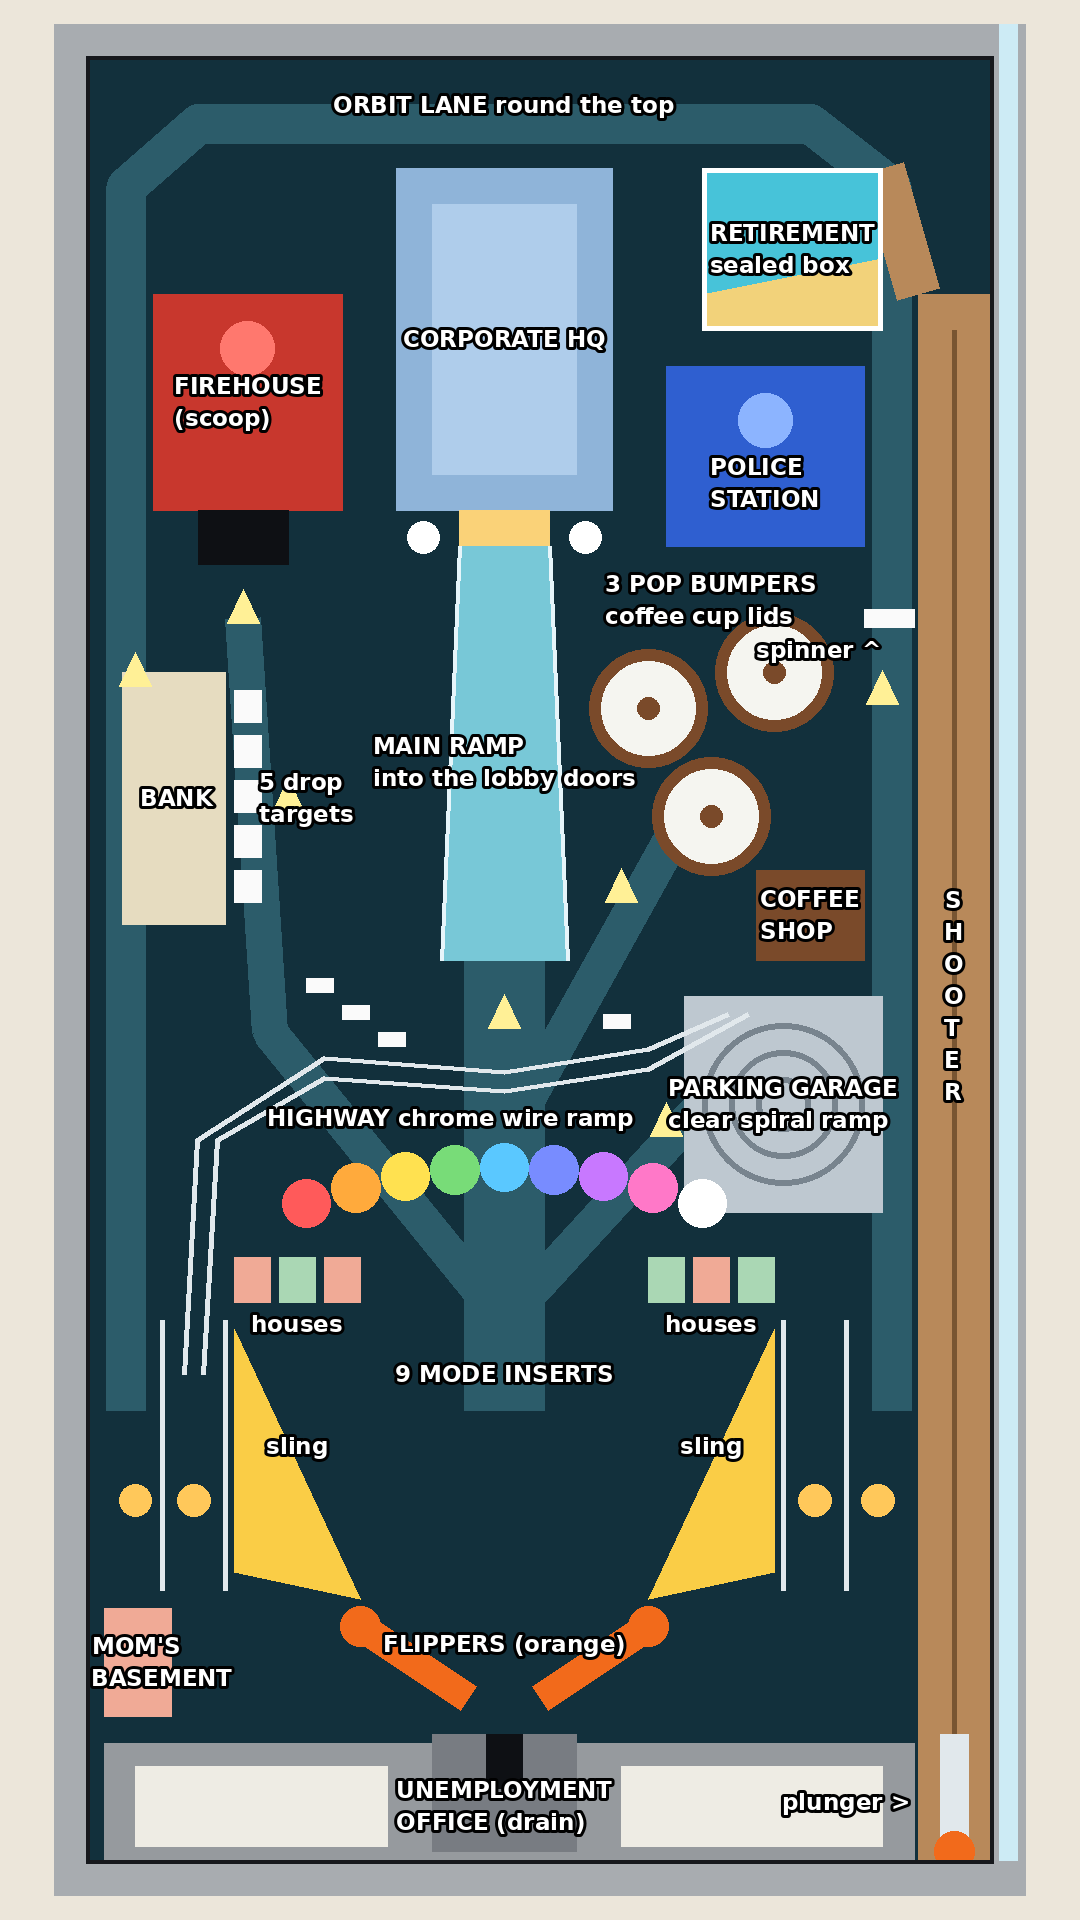 ORBIT LANE round the top
RETIREMENT
sealed box
CORPORATE HQ
FIREHOUSE
(scoop)
POLICE
STATION
3 POP BUMPERS
coffee cup lids
spinner ^
MAIN RAMP
into the lobby doors
5 drop
targets
BANK
COFFEE
SHOP
S
H
O
O
T
E
R
PARKING GARAGE
clear spiral ramp
HIGHWAY chrome wire ramp
houses
houses
9 MODE INSERTS
sling
sling
FLIPPERS (orange)
MOM'S
BASEMENT
UNEMPLOYMENT
OFFICE (drain)
plunger >